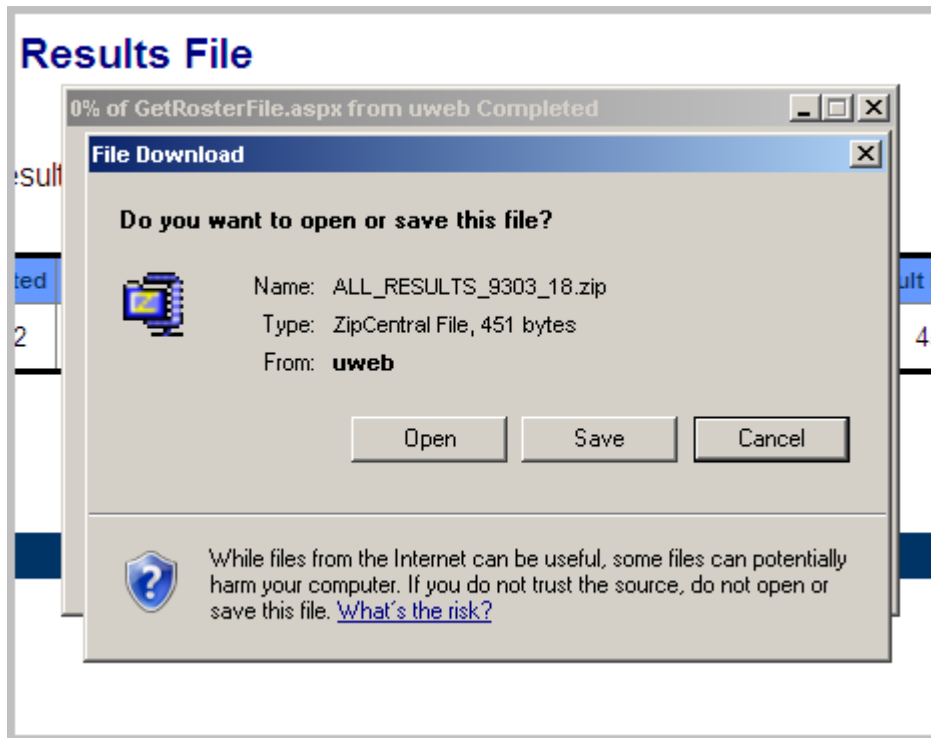 Results File
0% of GetRosterFile.aspx from uweb Completed
File Download
Do you want to open or save this file?
Name: ALL_RESULTS_9303_18.zip
Type: ZipCentral File, 451 bytes
From: uweb
Open Save Cancel
While files from the Internet can be useful, some files can potentially
harm your computer. If you do not trust the source, do not open or
save this file. What's the risk?
2
4